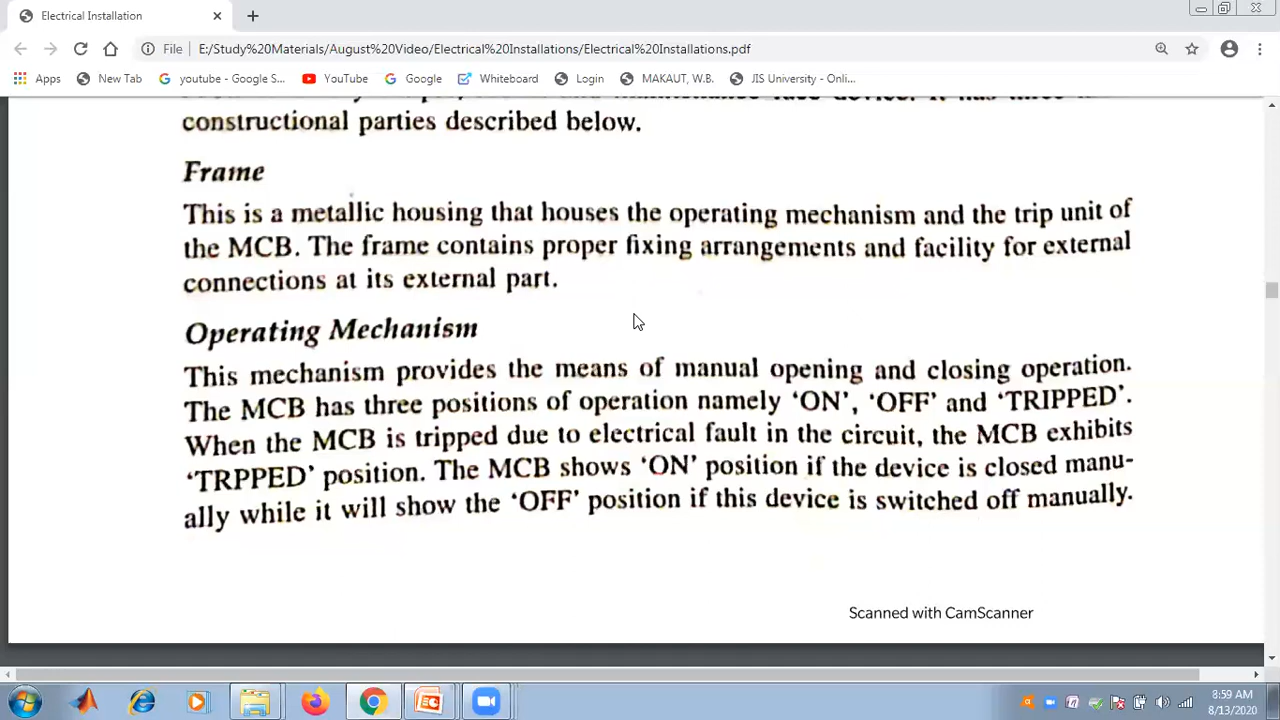 Electrical Installation
File
E:/Study%20Materials/August%20Video/Electrical%20Installations/Electrical%20Installations.pdf
Apps
New Tab
youtube - Google S...
YouTube
Google
Whiteboard
Login
MAKAUT, W.B.
JIS University - On...
constructional parties described below.
Frame
This is a metallic housing that houses the operating mechanism and the trip unit of
the MCB. The frame contains proper fixing arrangements and facility for external
connections at its external part.
Operating Mechanism
This mechanism provides the means of manual opening and closing operation.
The MCB has three positions of operation namely ‘ON’, ‘OFF’ and ‘TRIPPED’.
When the MCB is tripped due to electrical fault in the circuit, the MCB exhibits
‘TRPPED’ position. The MCB shows ‘ON’ position if the device is closed manu-
ally while it will show the ‘OFF’ position if this device is switched off manually.
Scanned with CamScanner
8:59 AM
8/13/2020